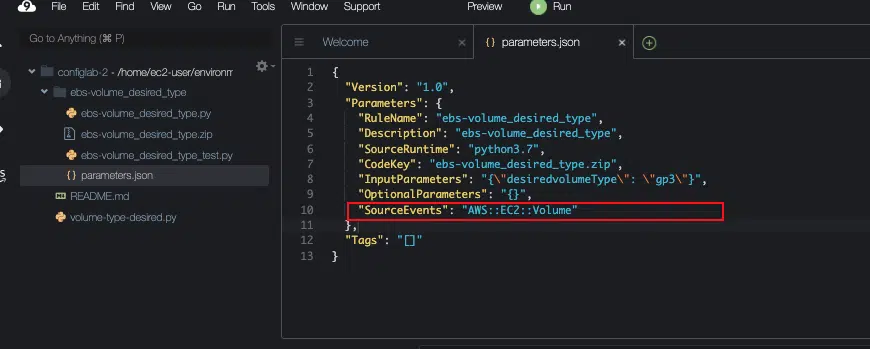 9 File Edit Find View Go Run Tools Window Support Preview Run
Go to Anything (⌘ P)
Welcome
parameters.json
configlab-2 - /home/ec2-user/environm
ebs-volume_desired_type
ebs-volume_desired_type.py
ebs-volume_desired_type.zip
ebs-volume_desired_type_test.py
{} parameters.json
README.md
volume-type-desired.py
1 {
2 "Version": "1.0",
3 "Parameters": {
4 "RuleName": "ebs-volume_desired_type",
5 "Description": "ebs-volume_desired_type",
6 "SourceRuntime": "python3.7",
7 "CodeKey": "ebs-volume_desired_type.zip",
8 "InputParameters": "{\"desiredvolumeType\": \"gp3\"}",
9 "OptionalParameters": "{}",
10 "SourceEvents": "AWS::EC2::Volume"
11 },
12 "Tags": "[]"
13 }